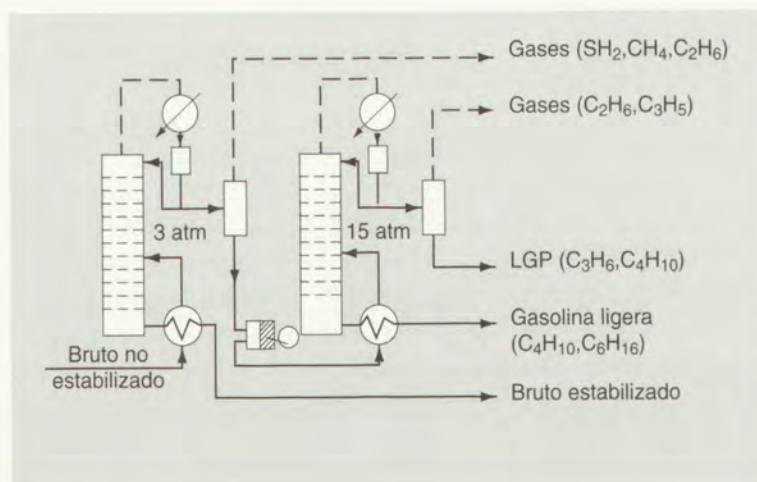 Gases (SH₂,CH₄,C₂H₆)
Gases (C₂H₆,C₃H₅)
3 atm
15 atm
LGP (C₃H₆,C₄H₁₀)
Gasolina ligera
(C₄H₁₀,C₆H₁₆)
Bruto no
estabilizado
Bruto estabilizado